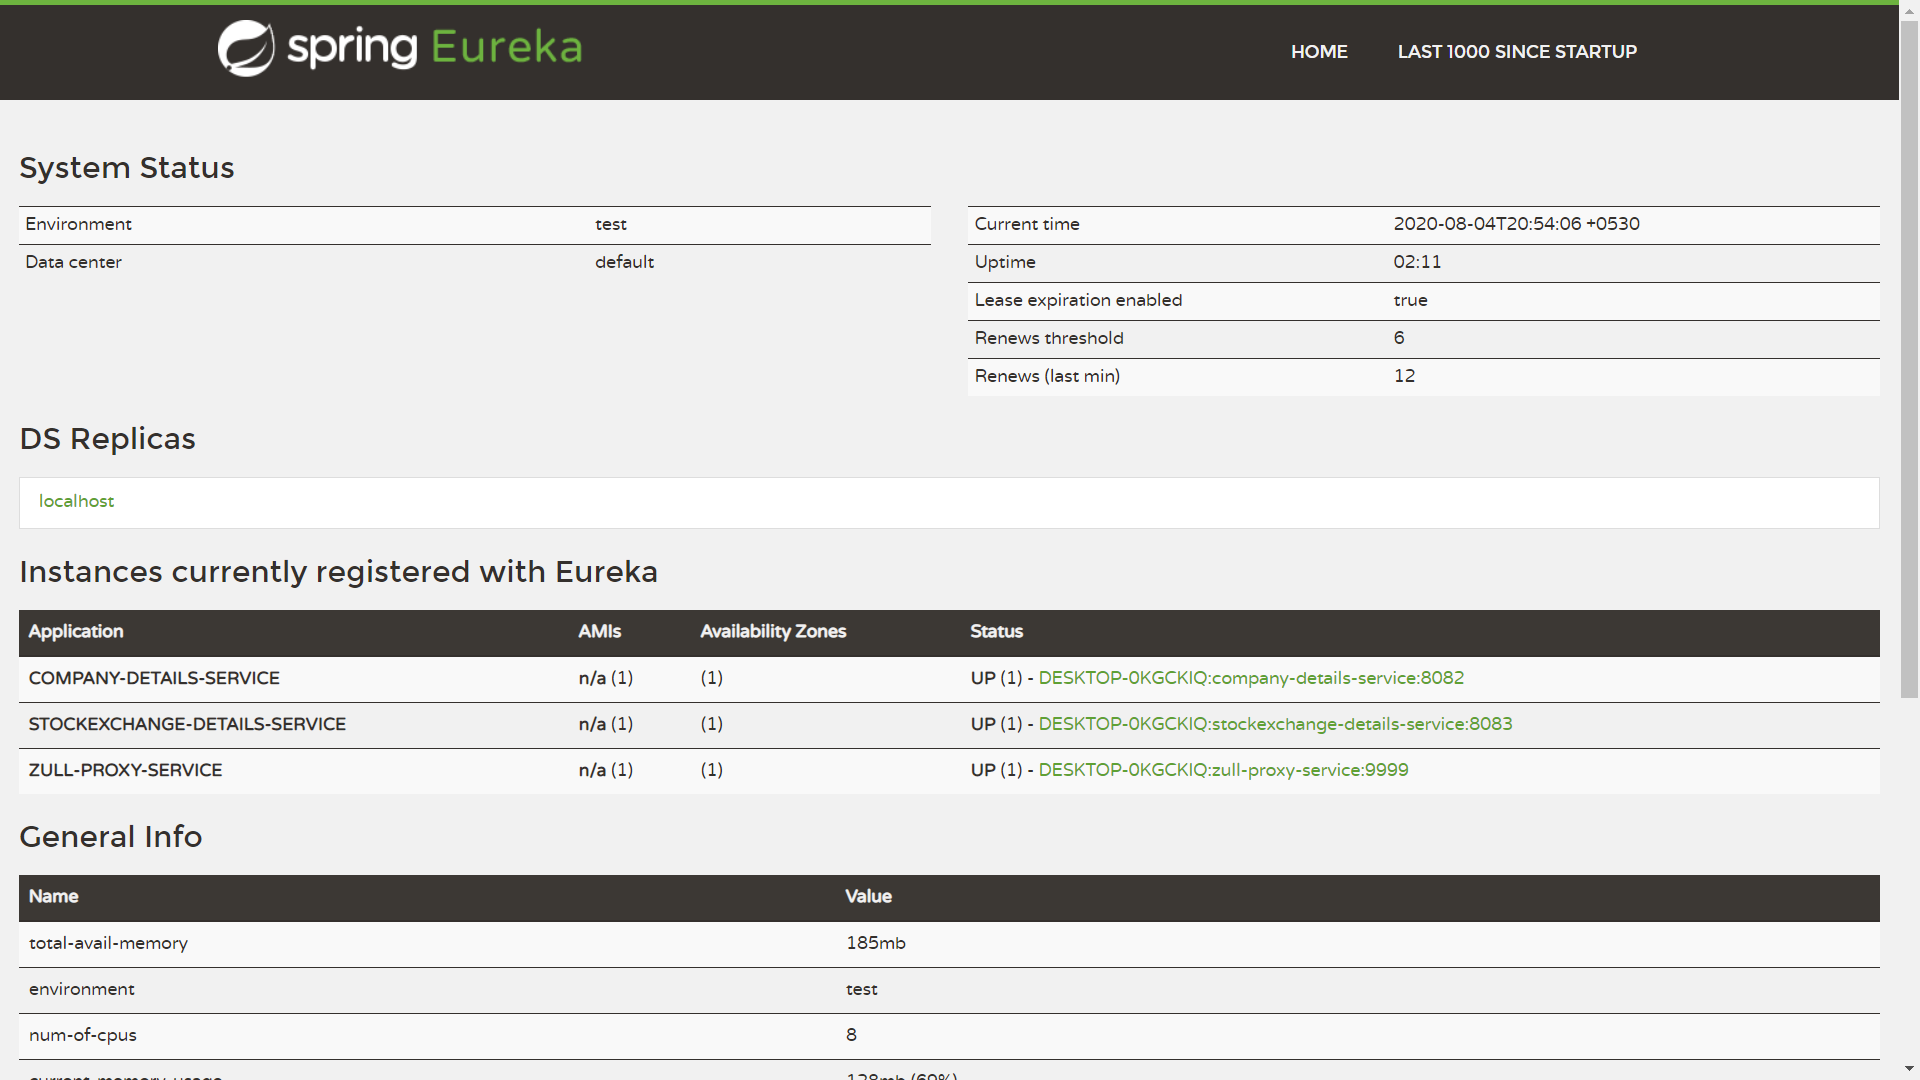 spring Eureka
HOME LAST 1000 SINCE STARTUP
System Status
Environment test
Data center default
Current time 2020-08-04T20:54:06 +0530
Uptime 02:11
Lease expiration enabled true
Renews threshold 6
Renews (last min) 12
DS Replicas
localhost
Instances currently registered with Eureka
Application AMIs Availability Zones Status
COMPANY-DETAILS-SERVICE n/a (1) (1) UP (1) - DESKTOP-0KGCKIQ:company-details-service:8082
STOCKEXCHANGE-DETAILS-SERVICE n/a (1) (1) UP (1) - DESKTOP-0KGCKIQ:stockexchange-details-service:8083
ZULL-PROXY-SERVICE n/a (1) (1) UP (1) - DESKTOP-0KGCKIQ:zull-proxy-service:9999
General Info
Name Value
total-avail-memory 185mb
environment test
num-of-cpus 8
current-memory-usage 128mb (69%)